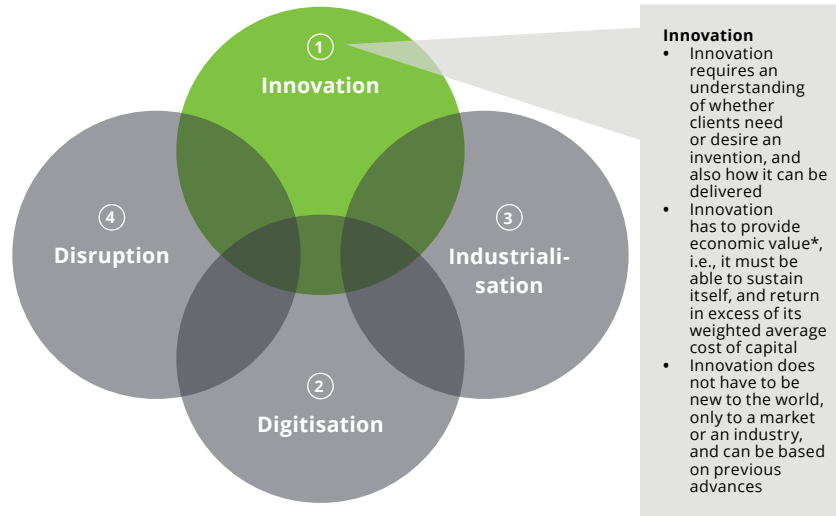 1
Innovation
4
Disruption
3
Industriali-
sation
2
Digitisation
Innovation
• Innovation
requires an
understanding
of whether
clients need
or desire an
invention, and
also how it can be
delivered
• Innovation
has to provide
economic value*,
i.e., it must be
able to sustain
itself, and return
in excess of its
weighted average
cost of capital
• Innovation does
not have to be
new to the world,
only to a market
or an industry,
and can be based
on previous
advances